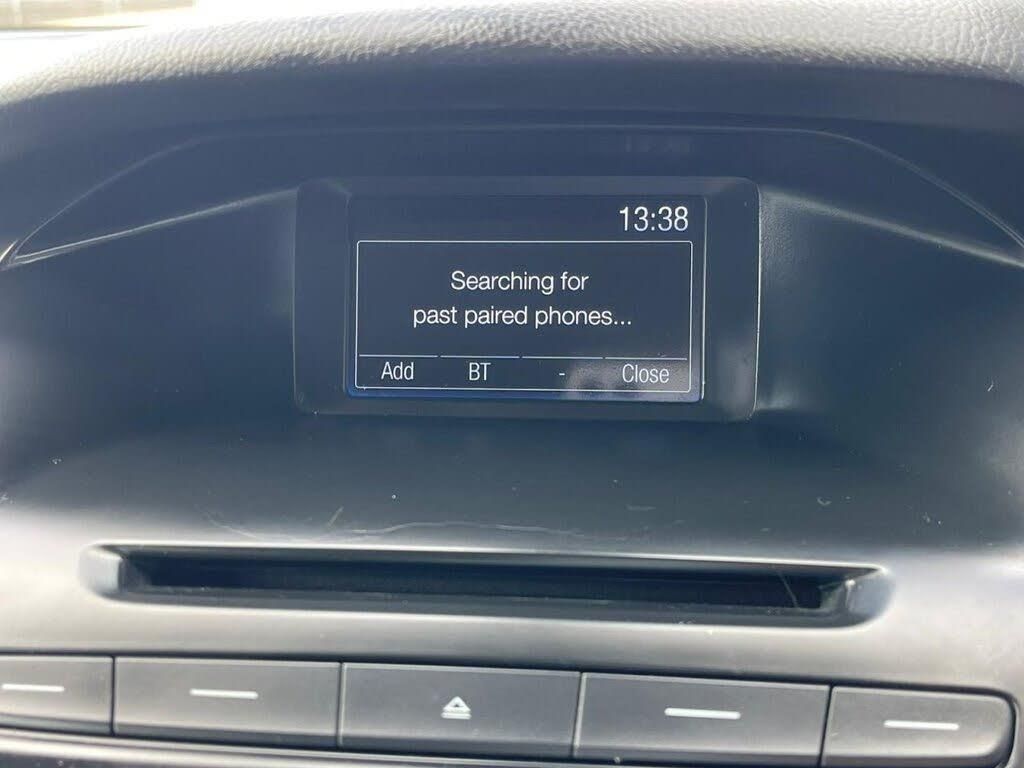 13:38
Searching for
past paired phones...
Add BT - Close